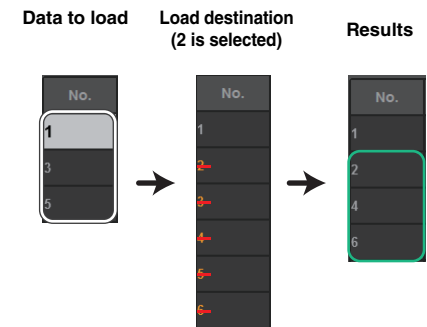 Data to load
Load destination
(2 is selected)
Results
No.
1
3
5
No.
1
2
3
4
5
6
No.
1
2
4
6